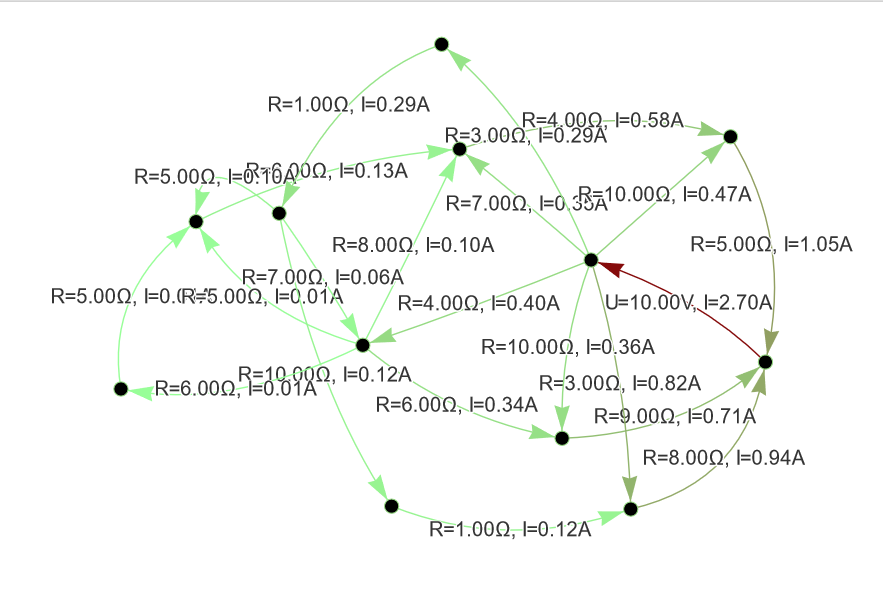 R=1.00Ω, I=0.29A
R=4.00Ω, I=0.58A
R=3.00Ω, I=0.29A
R=6.00Ω, I=0.13A
R=5.00Ω, I=0.10A
R=10.00Ω, I=0.47A
R=7.00Ω, I=0.35A
R=8.00Ω, I=0.10A
R=5.00Ω, I=1.05A
R=7.00Ω, I=0.06A
R=5.00Ω,
R=5.00Ω, I=0.01A
R=4.00Ω, I=0.40A
U=10.00V, I=2.70A
R=10.00Ω, I=0.36A
R=10.00Ω, I=0.12A
R=3.00Ω, I=0.82A
R=6.00Ω, I=0.01A
R=6.00Ω, I=0.34A
R=9.00Ω, I=0.71A
R=8.00Ω, I=0.94A
R=1.00Ω, I=0.12A